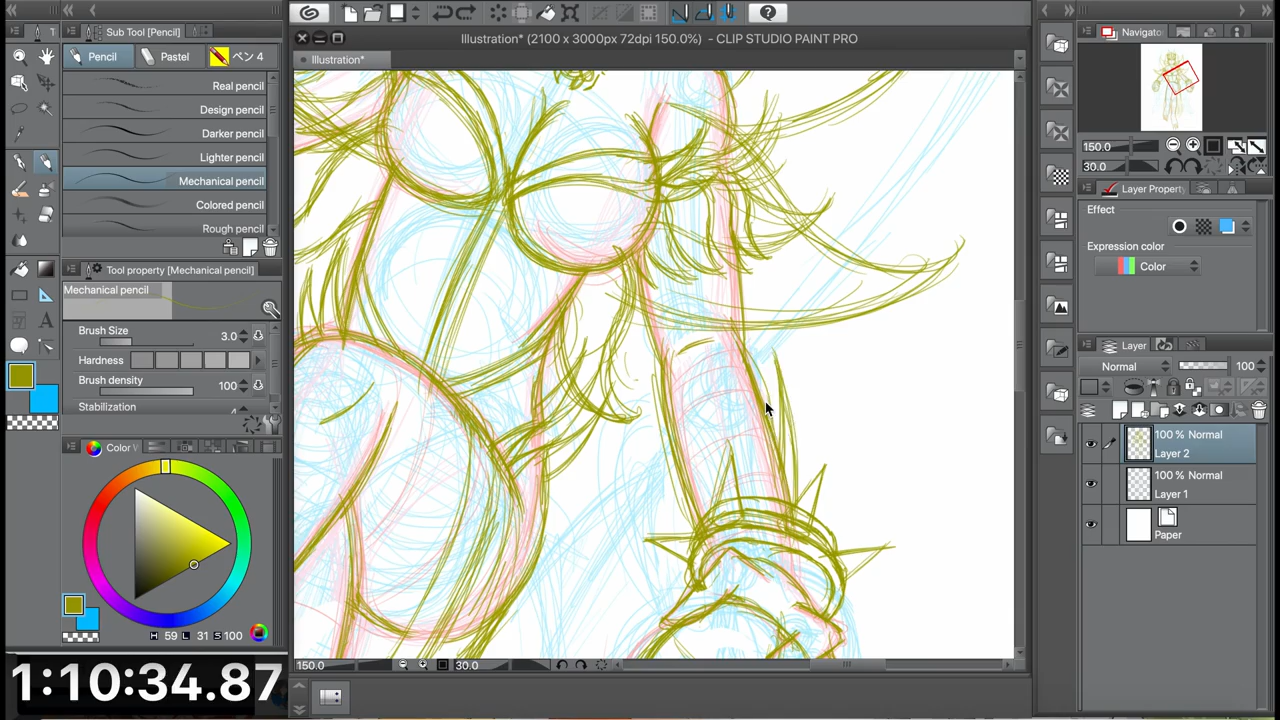 Sub Tool [Pencil]
Pencil
Pastel
ペン 4
Real pencil
Design pencil
Darker pencil
Lighter pencil
Mechanical pencil
Colored pencil
Rough pencil
Tool property [Mechanical pencil]
Mechanical pencil
Brush Size
3.0
Hardness
Brush density
100
Stabilization
Color
H 59 L 31 S 100
1:10:34.87
Illustration* (2100 x 3000px 72dpi 150.0%) - CLIP STUDIO PAINT PRO
Illustration*
150.0
30.0
Navigato
150.0
30.0
Layer Property
Effect
Expression color
Color
Layer
Normal
100
100 % Normal
Layer 2
100 % Normal
Layer 1
Paper